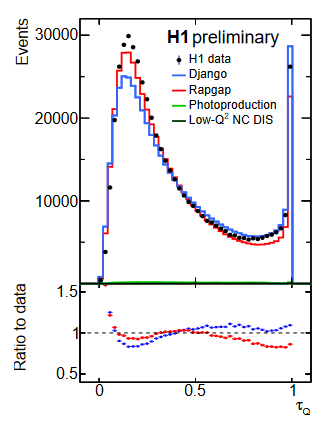 H1 preliminary
H1 data
Django
Rapgap
Photoproduction
Low-Q² NC DIS
Events
30000
20000
10000
Ratio to data
1.5
1
0.5
0
0.5
1
τ_Q